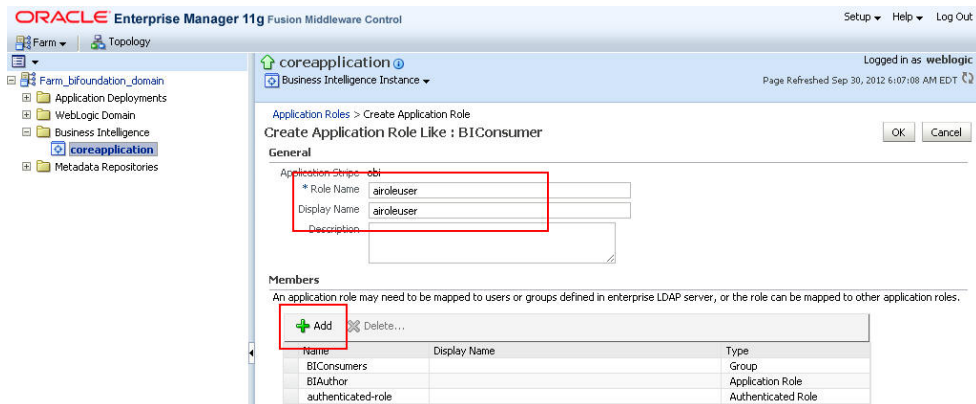 ORACLE Enterprise Manager 11g Fusion Middleware Control
Setup Help Log Out
Farm Topology
Farm_bifoundation_domain
Application Deployments
WebLogic Domain
Business Intelligence
coreapplication
Metadata Repositories
coreapplication
Logged in as weblogic
Business Intelligence Instance
Page Refreshed Sep 30, 2012 6:07:08 AM EDT
Application Roles > Create Application Role
Create Application Role Like : BIConsumer
OK Cancel
General
Application Stripe obi
* Role Name airoleuser
Display Name airoleuser
Description
Members
An application role may need to be mapped to users or groups defined in enterprise LDAP server, or the role can be mapped to other application roles.
Add Delete...
Name Display Name Type
BIConsumers Group
BIAuthor Application Role
authenticated-role Authenticated Role